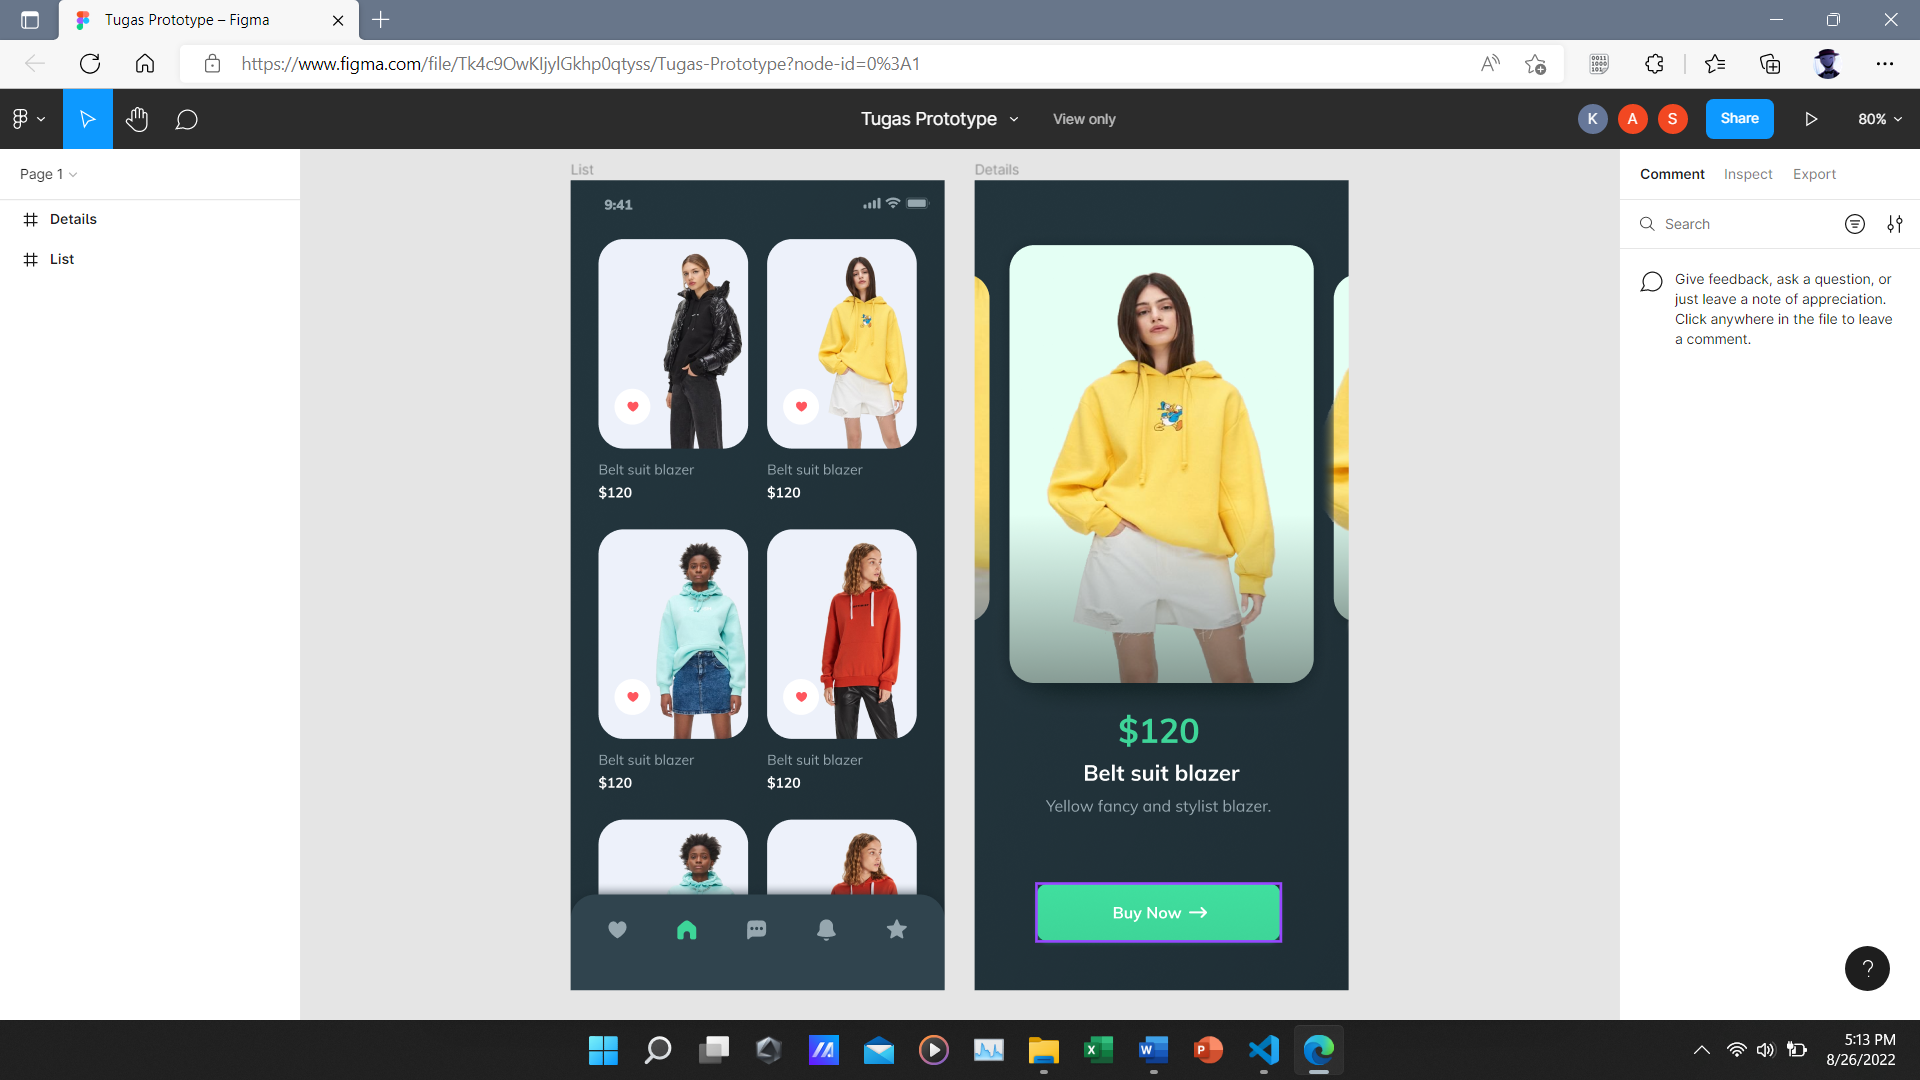 Tugas Prototype – Figma
https://www.figma.com/file/Tk4c9OwKIjylGkhp0qtyss/Tugas-Prototype?node-id=0%3A1
Tugas Prototype
View only
K
A
S
Share
80%
Page 1
Details
List
List
9:41
Belt suit blazer
$120
Belt suit blazer
$120
Belt suit blazer
$120
Belt suit blazer
$120
Details
$120
Belt suit blazer
Yellow fancy and stylist blazer.
Buy Now
Comment
Inspect
Export
Search
Give feedback, ask a question, or
just leave a note of appreciation.
Click anywhere in the file to leave
a comment.
?
5:13 PM
8/26/2022